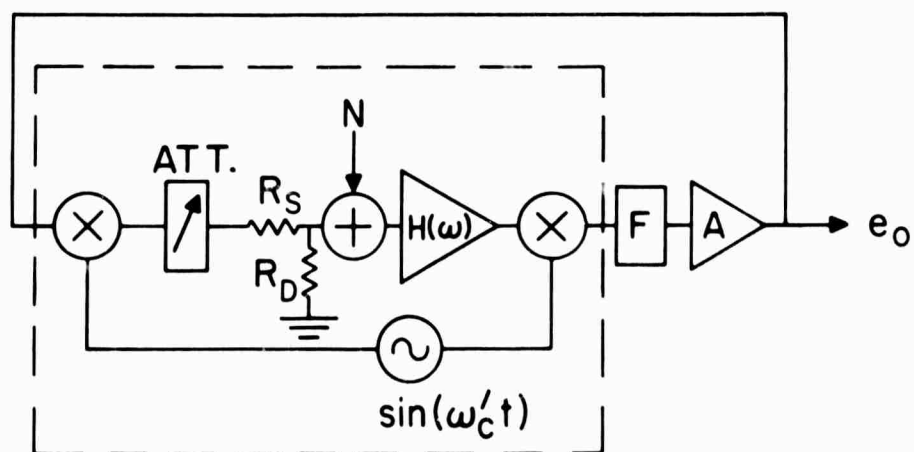 N
ATT.
R_S
H(ω)
F
A
e_o
R_D
sin(ω'_c t)